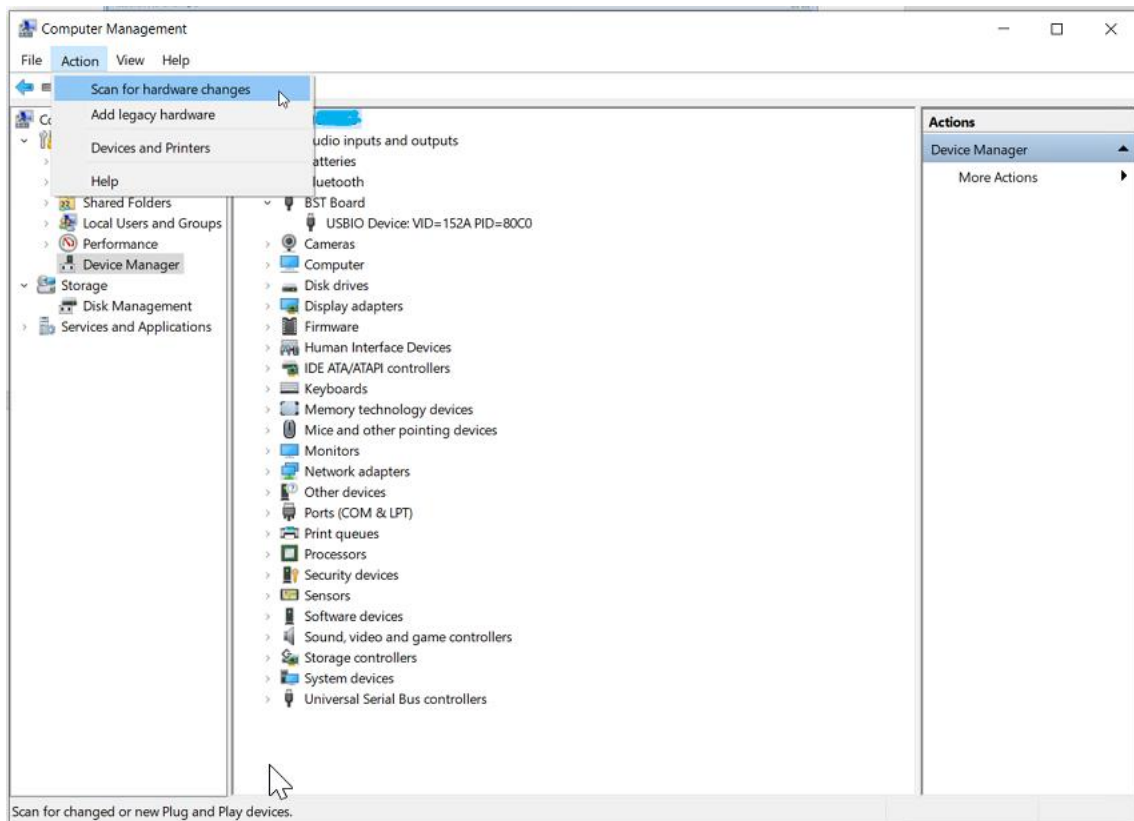 Computer Management
File Action View Help
Scan for hardware changes
Add legacy hardware
Devices and Printers
Help
Shared Folders
Local Users and Groups
Performance
Device Manager
Storage
Disk Management
Services and Applications
inputs and outputs
BST Board
USBIO Device: VID=152A PID=80C0
Cameras
Computer
Disk drives
Display adapters
Firmware
Human Interface Devices
IDE ATA/ATAPI controllers
Keyboards
Memory technology devices
Mice and other pointing devices
Monitors
Network adapters
Other devices
Ports (COM & LPT)
Print queues
Processors
Security devices
Sensors
Software devices
Sound, video and game controllers
Storage controllers
System devices
Universal Serial Bus controllers
Actions
Device Manager
More Actions
Scan for changed or new Plug and Play devices.